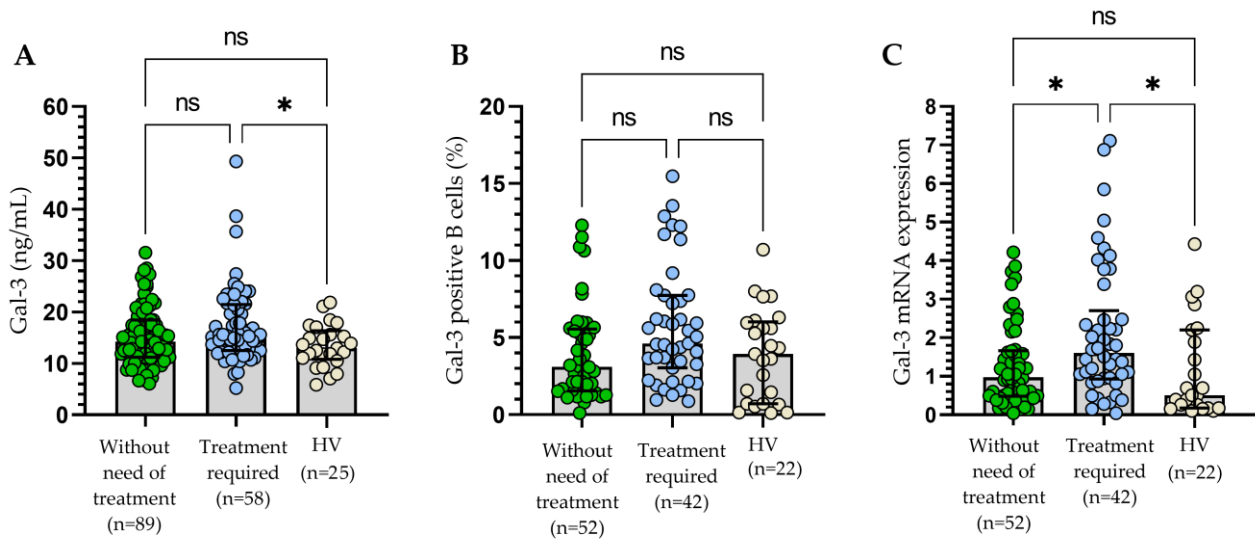 A
ns
ns
*
Gal-3 (ng/mL)
60
50
40
30
20
10
0
Without
need of
treatment
(n=89)
Treatment
required
(n=58)
HV
(n=25)
B
ns
ns
ns
Gal-3 positive B cells (%)
20
15
10
5
0
Without
need of
treatment
(n=52)
Treatment
required
(n=42)
HV
(n=22)
C
ns
*
*
Gal-3 mRNA expression
8
7
6
5
4
3
2
1
0
Without
need of
treatment
(n=52)
Treatment
required
(n=42)
HV
(n=22)